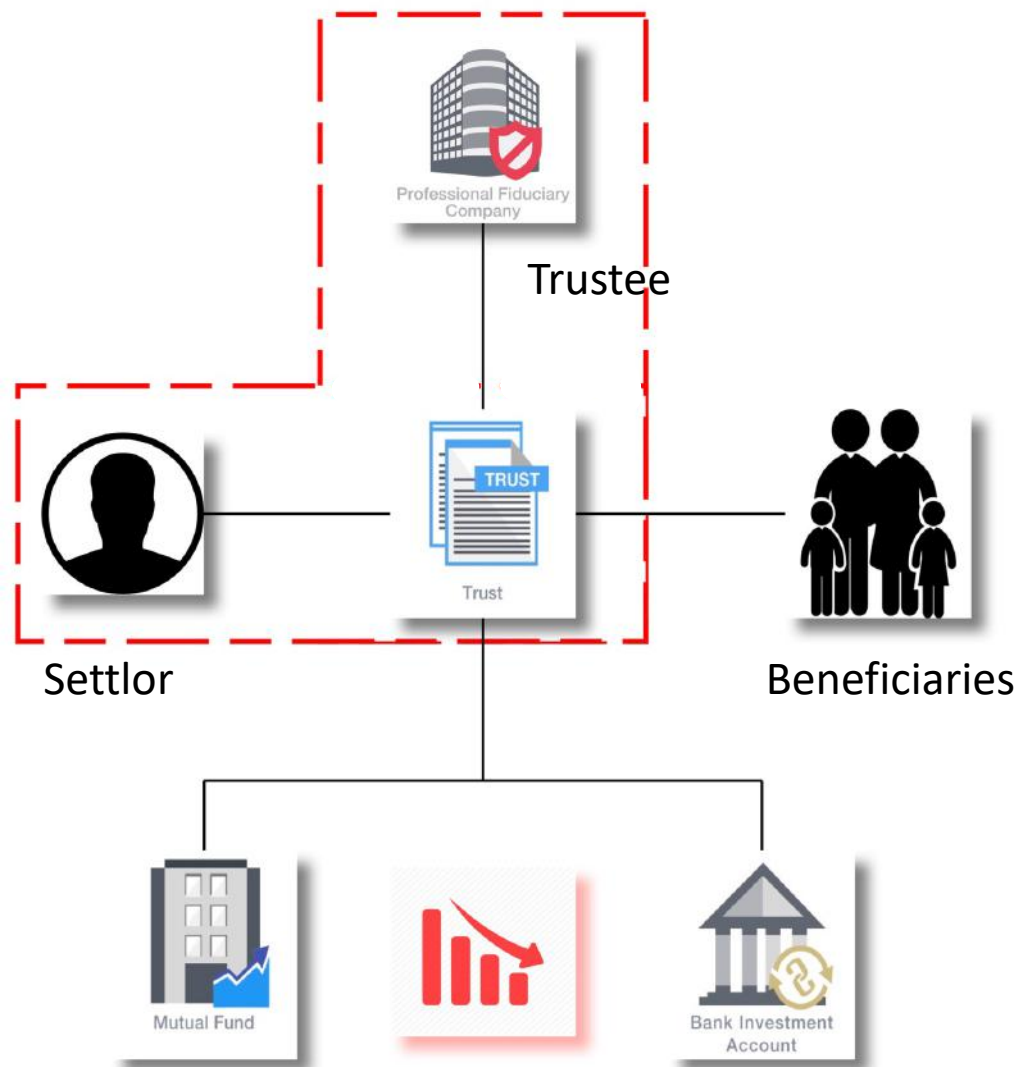 Professional Fiduciary
Company
Trustee
TRUST
Trust
Settlor
Beneficiaries
Mutual Fund
Bank Investment
Account